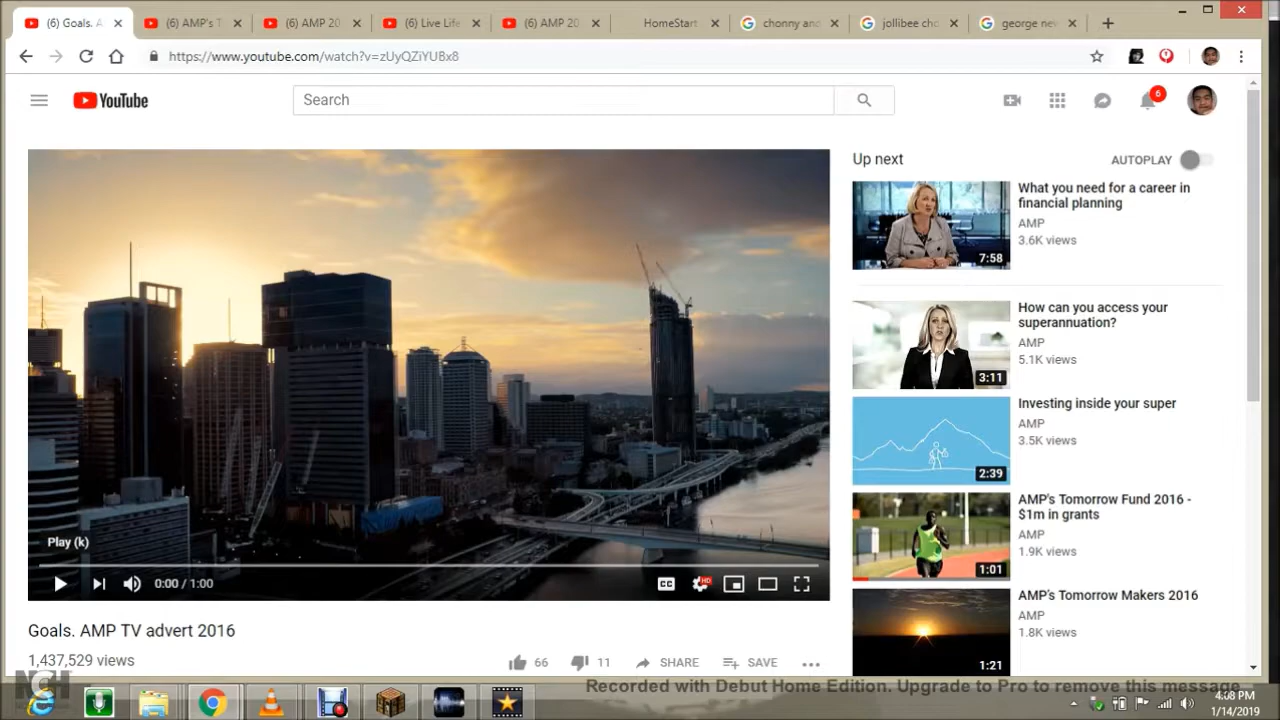 (6) Goals. A
(6) AMP's T
(6) AMP 20
(6) Live Life
(6) AMP 20
HomeStart
chonny and
jollibee cho
george nev
https://www.youtube.com/watch?v=zUyQZiYUBx8
YouTube
Search
6
Up next
AUTOPLAY
What you need for a career in
financial planning
AMP
3.6K views
7:58
How can you access your
superannuation?
AMP
5.1K views
3:11
Investing inside your super
AMP
3.5K views
2:39
AMP's Tomorrow Fund 2016 -
$1m in grants
AMP
1.9K views
1:01
AMP's Tomorrow Makers 2016
AMP
1.8K views
1:21
Play (k)
0:00 / 1:00
CC
HD
Goals. AMP TV advert 2016
1,437,529 views
66
11
SHARE
SAVE
NCH
Recorded with Debut Home Edition. Upgrade to Pro to remove this message
4:08 PM
1/14/2019